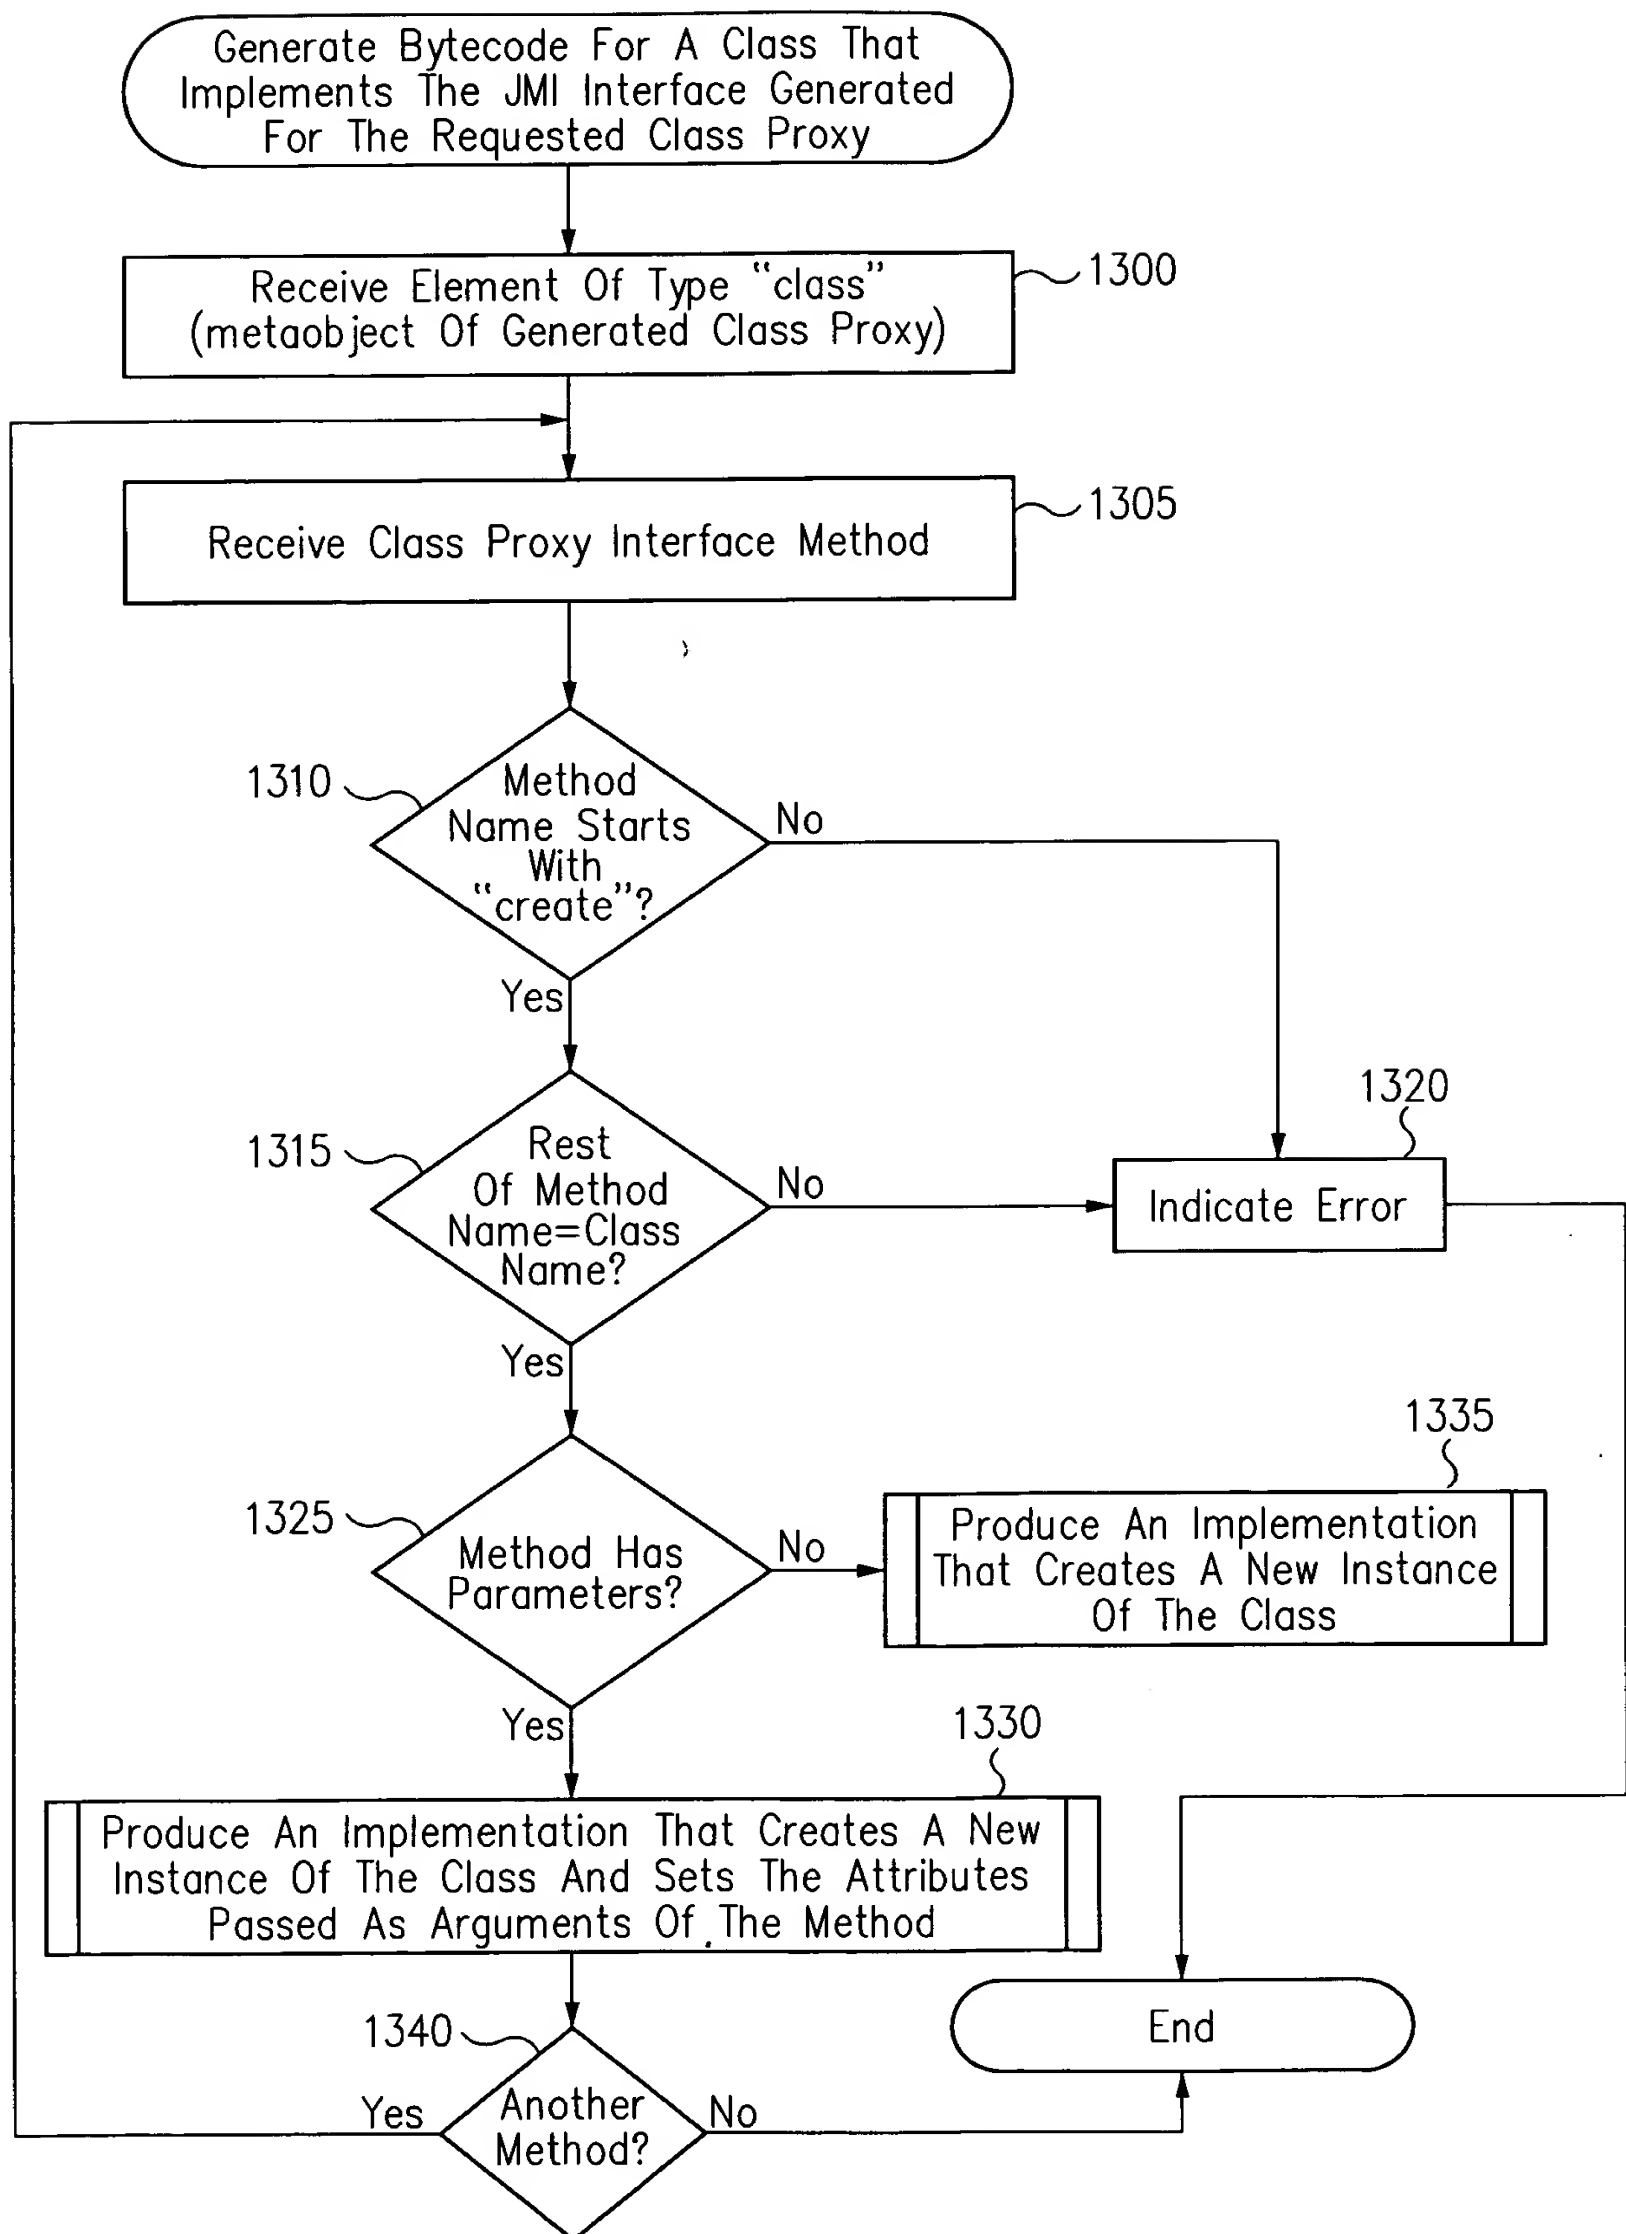 Generate Bytecode For A Class That
Implements The JMI Interface Generated
For The Requested Class Proxy
1300
Receive Element Of Type "class"
(metaobject Of Generated Class Proxy)
1305
Receive Class Proxy Interface Method
1310
Method
Name Starts
With
"create"?
No
Yes
1315
Rest
Of Method
Name=Class
Name?
No
Yes
1320
Indicate Error
1325
Method Has
Parameters?
No
Yes
1335
Produce An Implementation
That Creates A New Instance
Of The Class
1330
Produce An Implementation That Creates A New
Instance Of The Class And Sets The Attributes
Passed As Arguments Of The Method
1340
Another
Method?
Yes
No
End